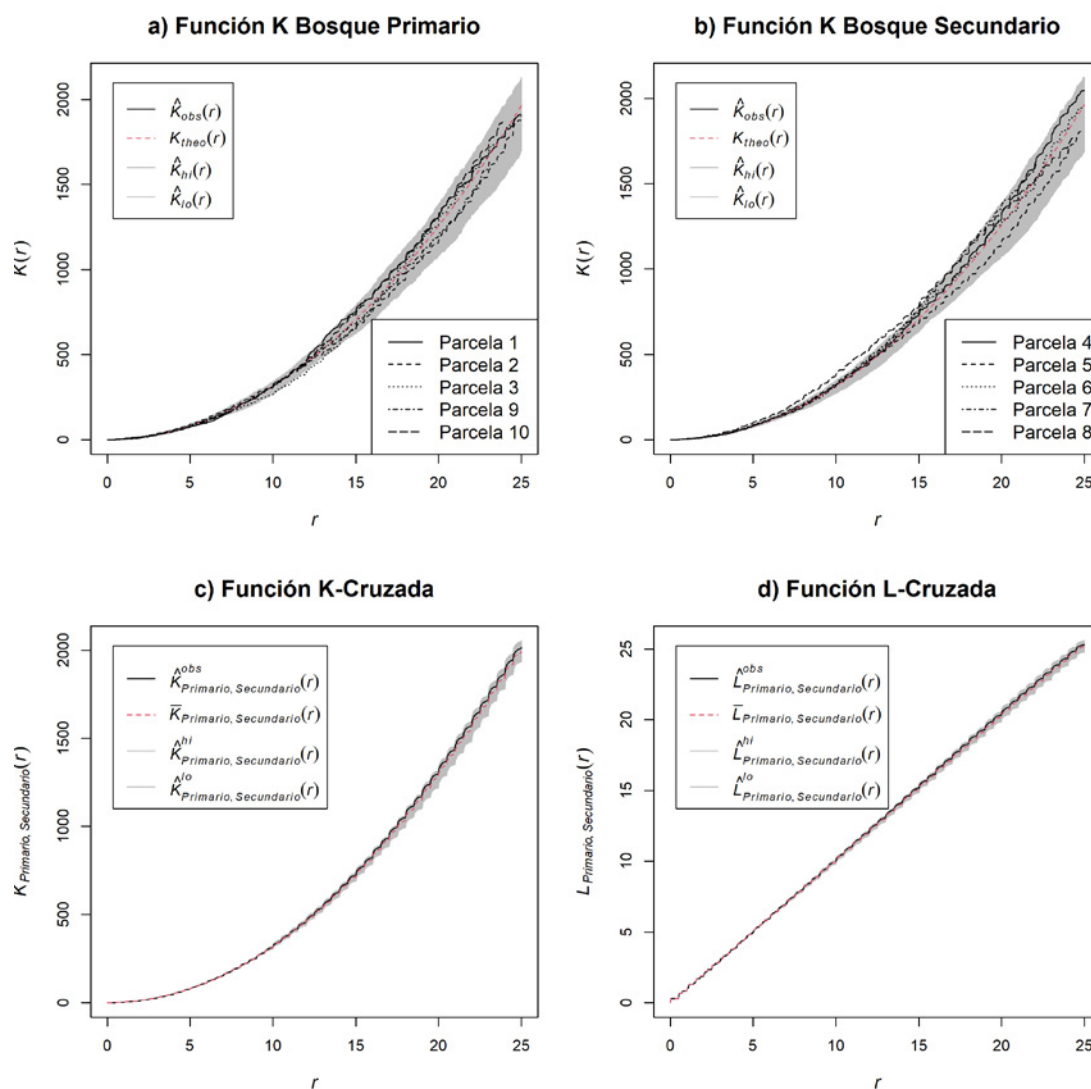 a) Función K Bosque Primario
K̂obs(r)
Ktheo(r)
K̂hi(r)
K̂lo(r)
K(r)
2000
1500
1000
500
0
Parcela 1
Parcela 2
Parcela 3
Parcela 9
Parcela 10
0 5 10 15 20 25
r
b) Función K Bosque Secundario
K̂obs(r)
Ktheo(r)
K̂hi(r)
K̂lo(r)
K(r)
2000
1500
1000
500
0
Parcela 4
Parcela 5
Parcela 6
Parcela 7
Parcela 8
0 5 10 15 20 25
r
c) Función K-Cruzada
K̂obs Primario, Secundario(r)
K̄Primario, Secundario(r)
K̂hi Primario, Secundario(r)
K̂lo Primario, Secundario(r)
KPrimario, Secundario(r)
2000
1500
1000
500
0
0 5 10 15 20 25
r
d) Función L-Cruzada
L̂obs Primario, Secundario(r)
L̄Primario, Secundario(r)
L̂hi Primario, Secundario(r)
L̂lo Primario, Secundario(r)
LPrimario, Secundario(r)
25
20
15
10
5
0
0 5 10 15 20 25
r